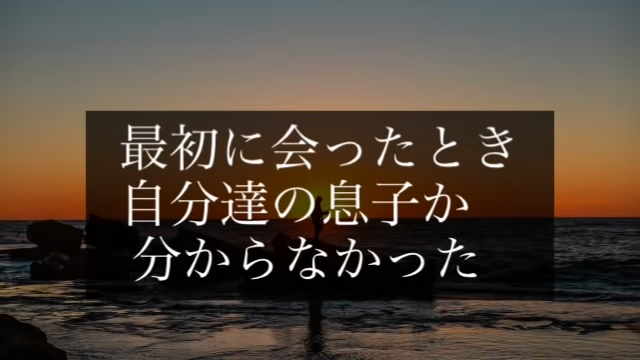 最初に会ったとき
自分達の息子か
分からなかった